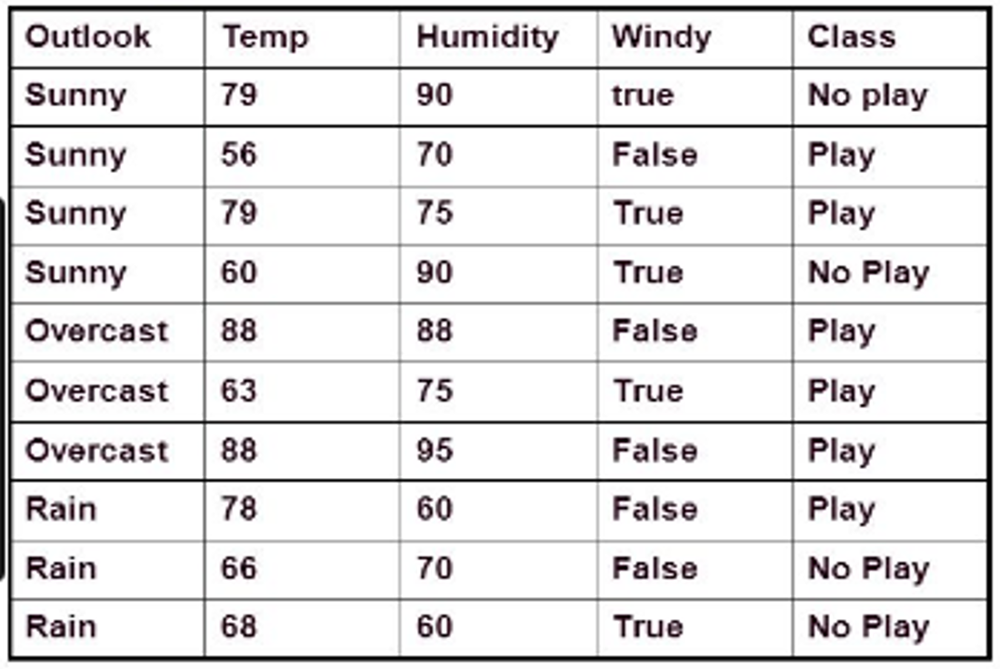 Outlook Temp Humidity Windy Class
Sunny 79 90 true No play
Sunny 56 70 False Play
Sunny 79 75 True Play
Sunny 60 90 True No Play
Overcast 88 88 False Play
Overcast 63 75 True Play
Overcast 88 95 False Play
Rain 78 60 False Play
Rain 66 70 False No Play
Rain 68 60 True No Play